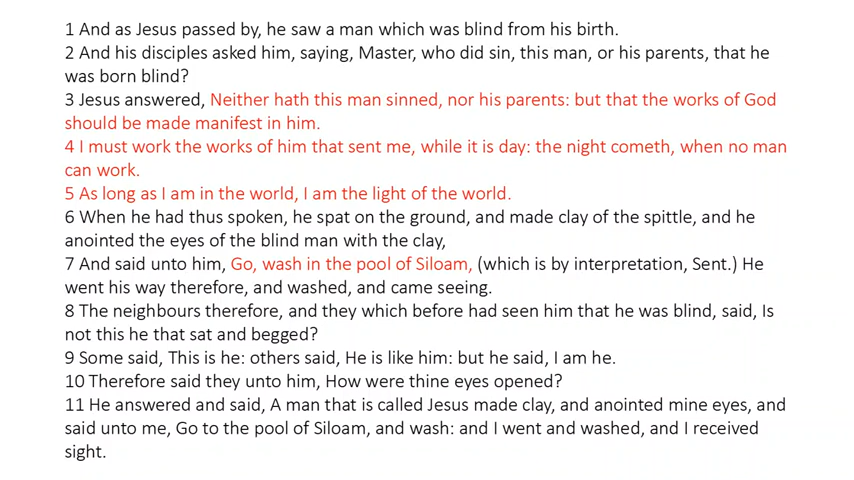 1 And as Jesus passed by, he saw a man which was blind from his birth.
2 And his disciples asked him, saying, Master, who did sin, this man, or his parents, that he
was born blind?
3 Jesus answered, Neither hath this man sinned, nor his parents: but that the works of God
should be made manifest in him.
4 I must work the works of him that sent me, while it is day: the night cometh, when no man
can work.
5 As long as I am in the world, I am the light of the world.
6 When he had thus spoken, he spat on the ground, and made clay of the spittle, and he
anointed the eyes of the blind man with the clay,
7 And said unto him, Go, wash in the pool of Siloam, (which is by interpretation, Sent.) He
went his way therefore, and washed, and came seeing.
8 The neighbours therefore, and they which before had seen him that he was blind, said, Is
not this he that sat and begged?
9 Some said, This is he: others said, He is like him: but he said, I am he.
10 Therefore said they unto him, How were thine eyes opened?
11 He answered and said, A man that is called Jesus made clay, and anointed mine eyes, and
said unto me, Go to the pool of Siloam, and wash: and I went and washed, and I received
sight.